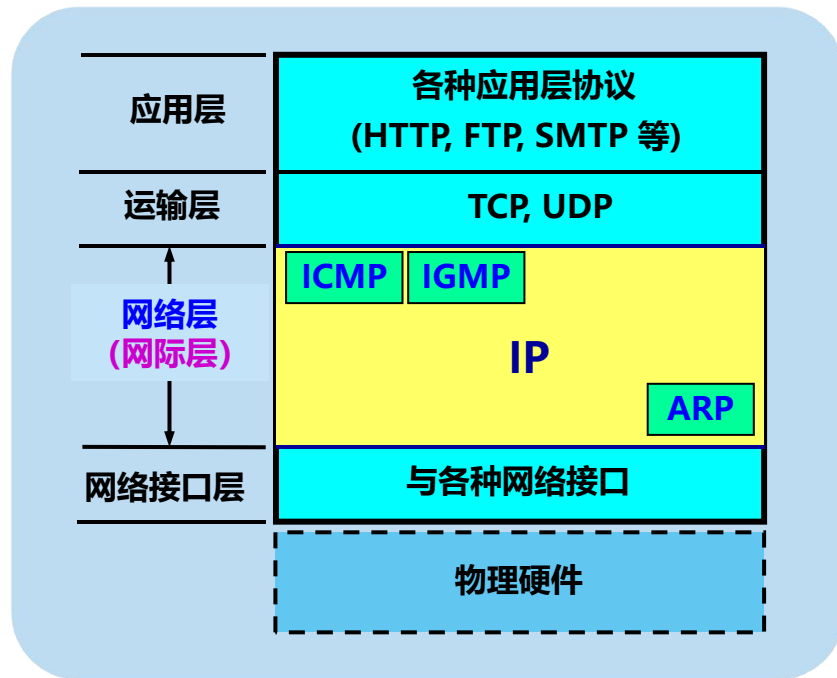 应用层
各种应用层协议
(HTTP, FTP, SMTP 等)
运输层
TCP, UDP
网络层
(网际层)
ICMP
IGMP
IP
ARP
网络接口层
与各种网络接口
物理硬件